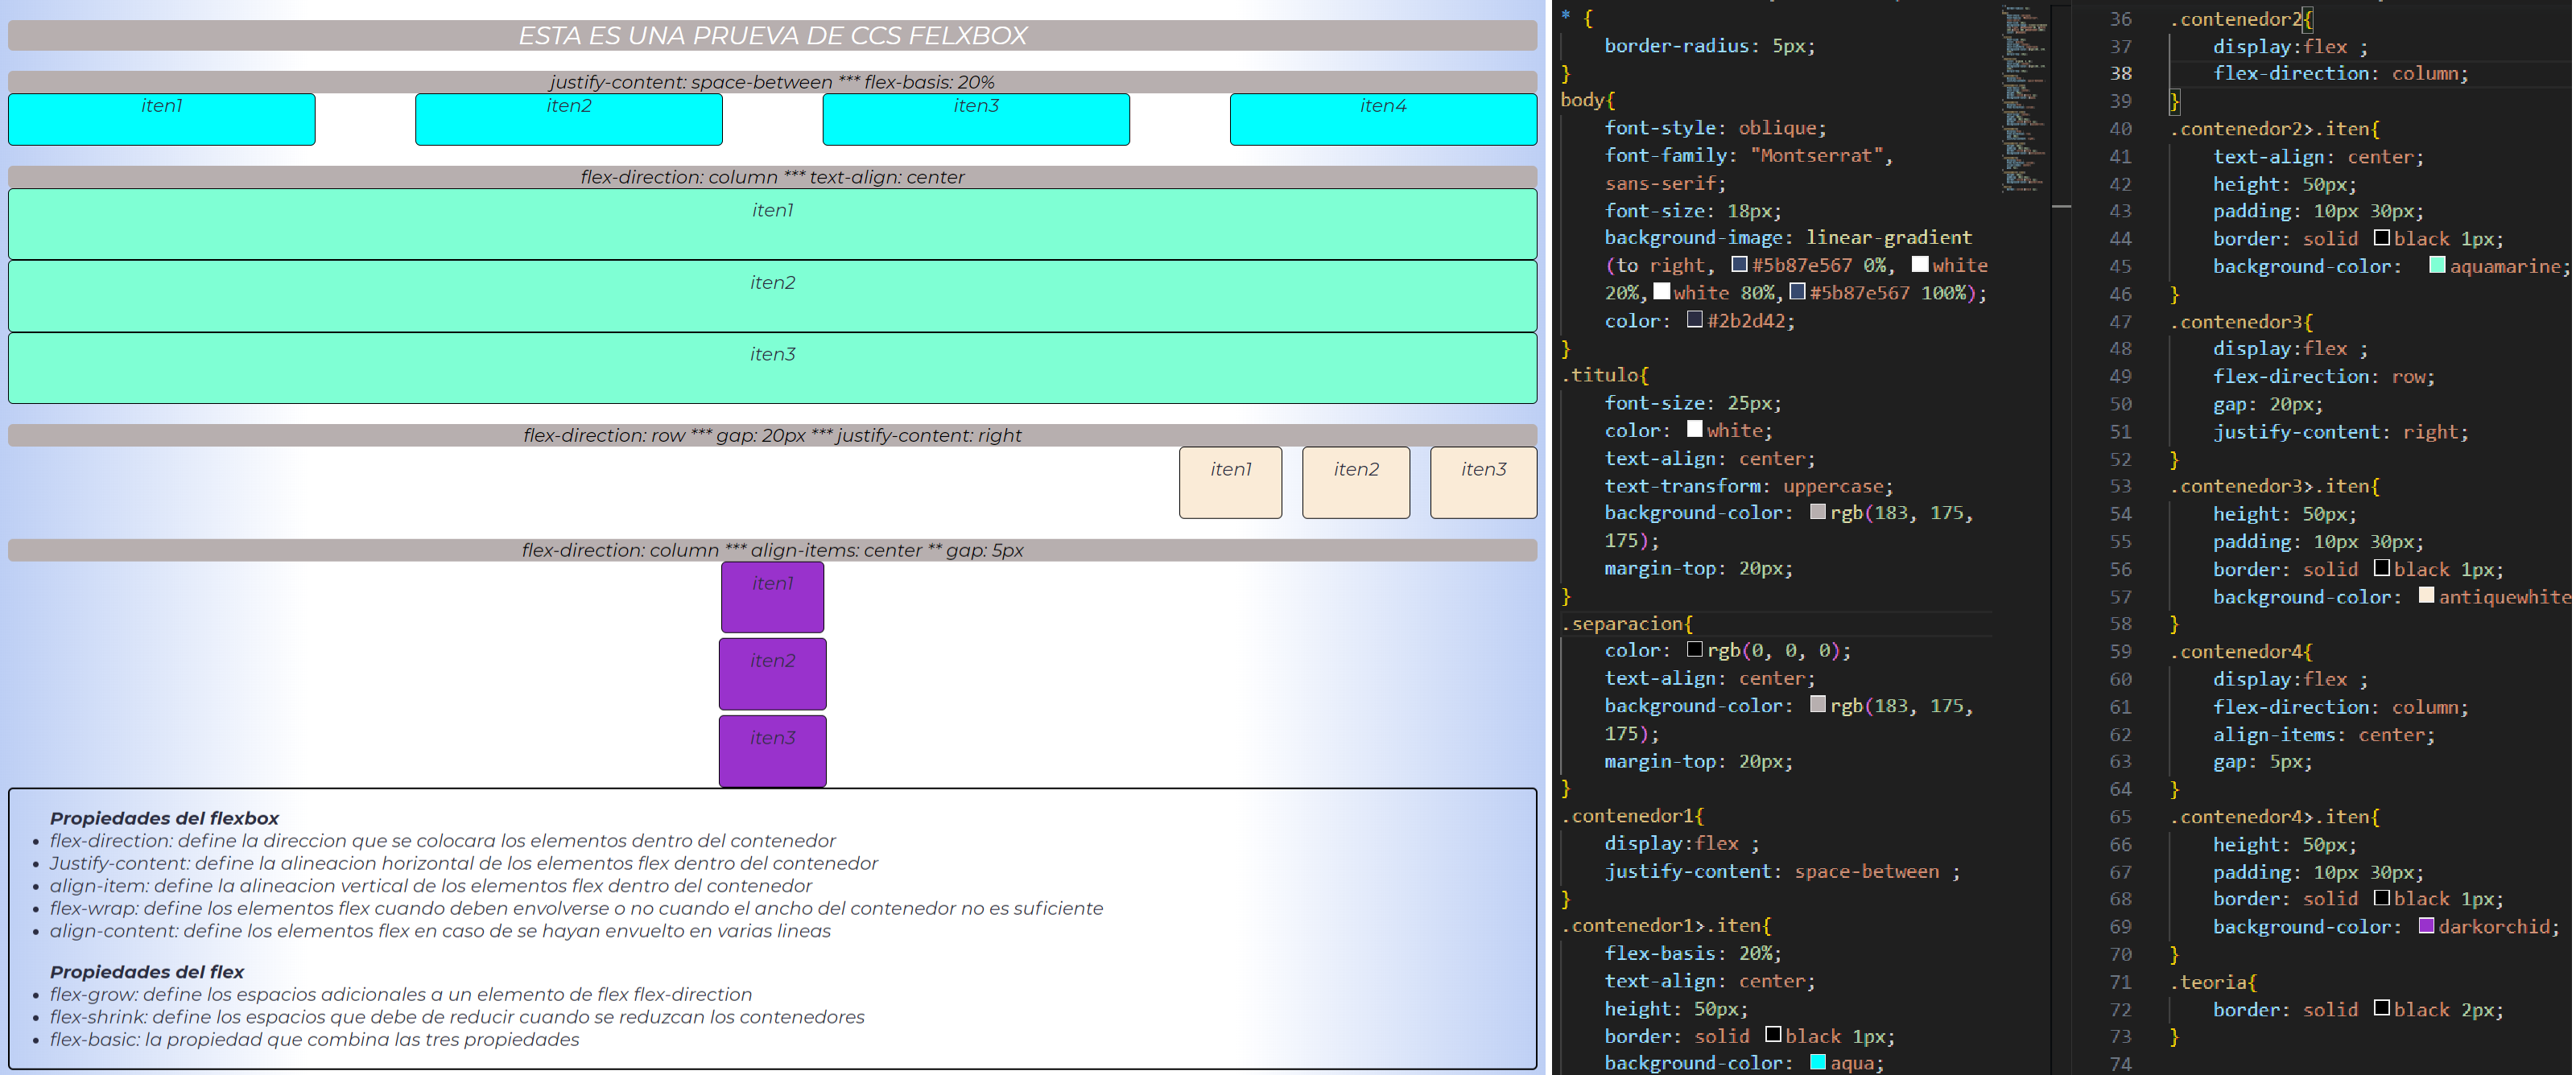 ESTA ES UNA PRUEVA DE CCS FELXBOX
justify-content: space-between *** flex-basis: 20%
iten1
iten2
iten3
iten4
flex-direction: column *** text-align: center
iten1
iten2
iten3
flex-direction: row *** gap: 20px *** justify-content: right
iten1
iten2
iten3
flex-direction: column *** align-items: center ** gap: 5px
iten1
iten2
iten3
Propiedades del flexbox
• flex-direction: define la direccion que se colocara los elementos dentro del contenedor
• Justify-content: define la alineacion horizontal de los elementos flex dentro del contenedor
• align-item: define la alineacion vertical de los elementos flex dentro del contenedor
• flex-wrap: define los elementos flex cuando deben envolverse o no cuando el ancho del contenedor no es suficiente
• align-content: define los elementos flex en caso de se hayan envuelto en varias lineas
Propiedades del flex
• flex-grow: define los espacios adicionales a un elemento de flex flex-direction
• flex-shrink: define los espacios que debe de reducir cuando se reduzcan los contenedores
• flex-basic: la propiedad que combina las tres propiedades
* {
border-radius: 5px;
}
body{
font-style: oblique;
font-family: "Montserrat",
sans-serif;
font-size: 18px;
background-image: linear-gradient
(to right, #5b87e567 0%, white
20%, white 80%, #5b87e567 100%);
color: #2b2d42;
}
.titulo{
font-size: 25px;
color: white;
text-align: center;
text-transform: uppercase;
background-color: rgb(183, 175,
175);
margin-top: 20px;
}
.separacion{
color: rgb(0, 0, 0);
text-align: center;
background-color: rgb(183, 175,
175);
margin-top: 20px;
}
.contenedor1{
display:flex ;
justify-content: space-between ;
}
.contenedor1>.iten{
flex-basis: 20%;
text-align: center;
height: 50px;
border: solid black 1px;
background-color: aqua;
36 .contenedor2{
37 display:flex ;
38 flex-direction: column;
39 }
40 .contenedor2>.iten{
41 text-align: center;
42 height: 50px;
43 padding: 10px 30px;
44 border: solid black 1px;
45 background-color: aquamarine;
46 }
47 .contenedor3{
48 display:flex ;
49 flex-direction: row;
50 gap: 20px;
51 justify-content: right;
52 }
53 .contenedor3>.iten{
54 height: 50px;
55 padding: 10px 30px;
56 border: solid black 1px;
57 background-color: antiquewhite
58 }
59 .contenedor4{
60 display:flex ;
61 flex-direction: column;
62 align-items: center;
63 gap: 5px;
64 }
65 .contenedor4>.iten{
66 height: 50px;
67 padding: 10px 30px;
68 border: solid black 1px;
69 background-color: darkorchid;
70 }
71 .teoria{
72 border: solid black 2px;
73 }
74